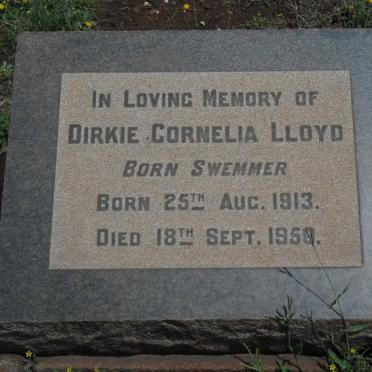 IN LOVING MEMORY OF
DIRKIE CORNELIA LLOYD
BORN SWEMMER
BORN 25TH AUG. 1913.
DIED 18TH SEPT.